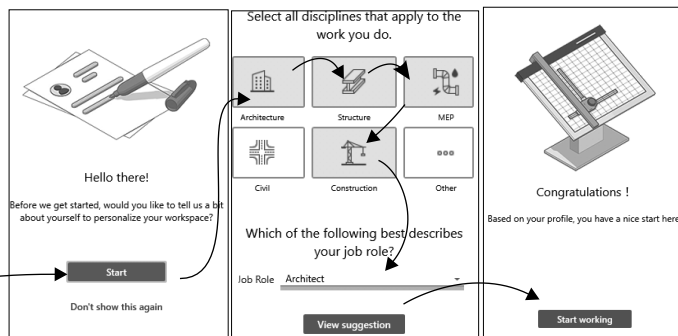 Hello there!
Before we get started, would you like to tell us a bit
about yourself to personalize your workspace?
Start
Don't show this again
Select all disciplines that apply to the
work you do.
Architecture
Structure
MEP
Civil
Construction
Other
Which of the following best describes
your job role?
Job Role Architect
View suggestion
Congratulations !
Based on your profile, you have a nice start here
Start working